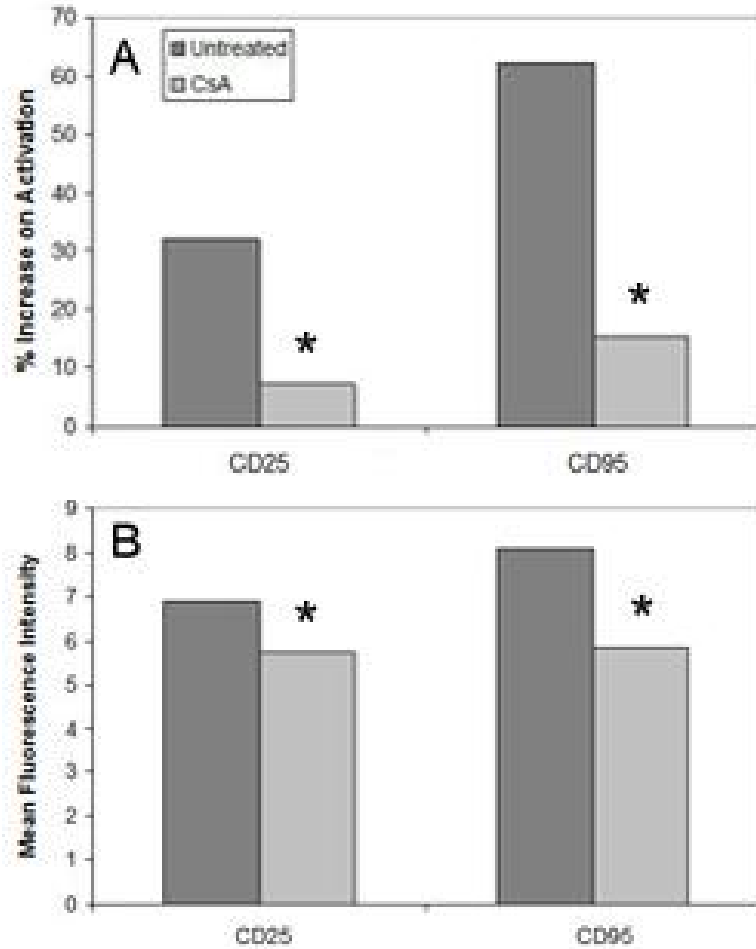 70
60
50
40
30
20
10
0
% Increase on Activation
A
Untreated
CsA
*
*
CD25
CD95
9
8
7
6
5
4
3
2
1
0
Mean Fluorescence Intensity
B
*
*
CD25
CD95